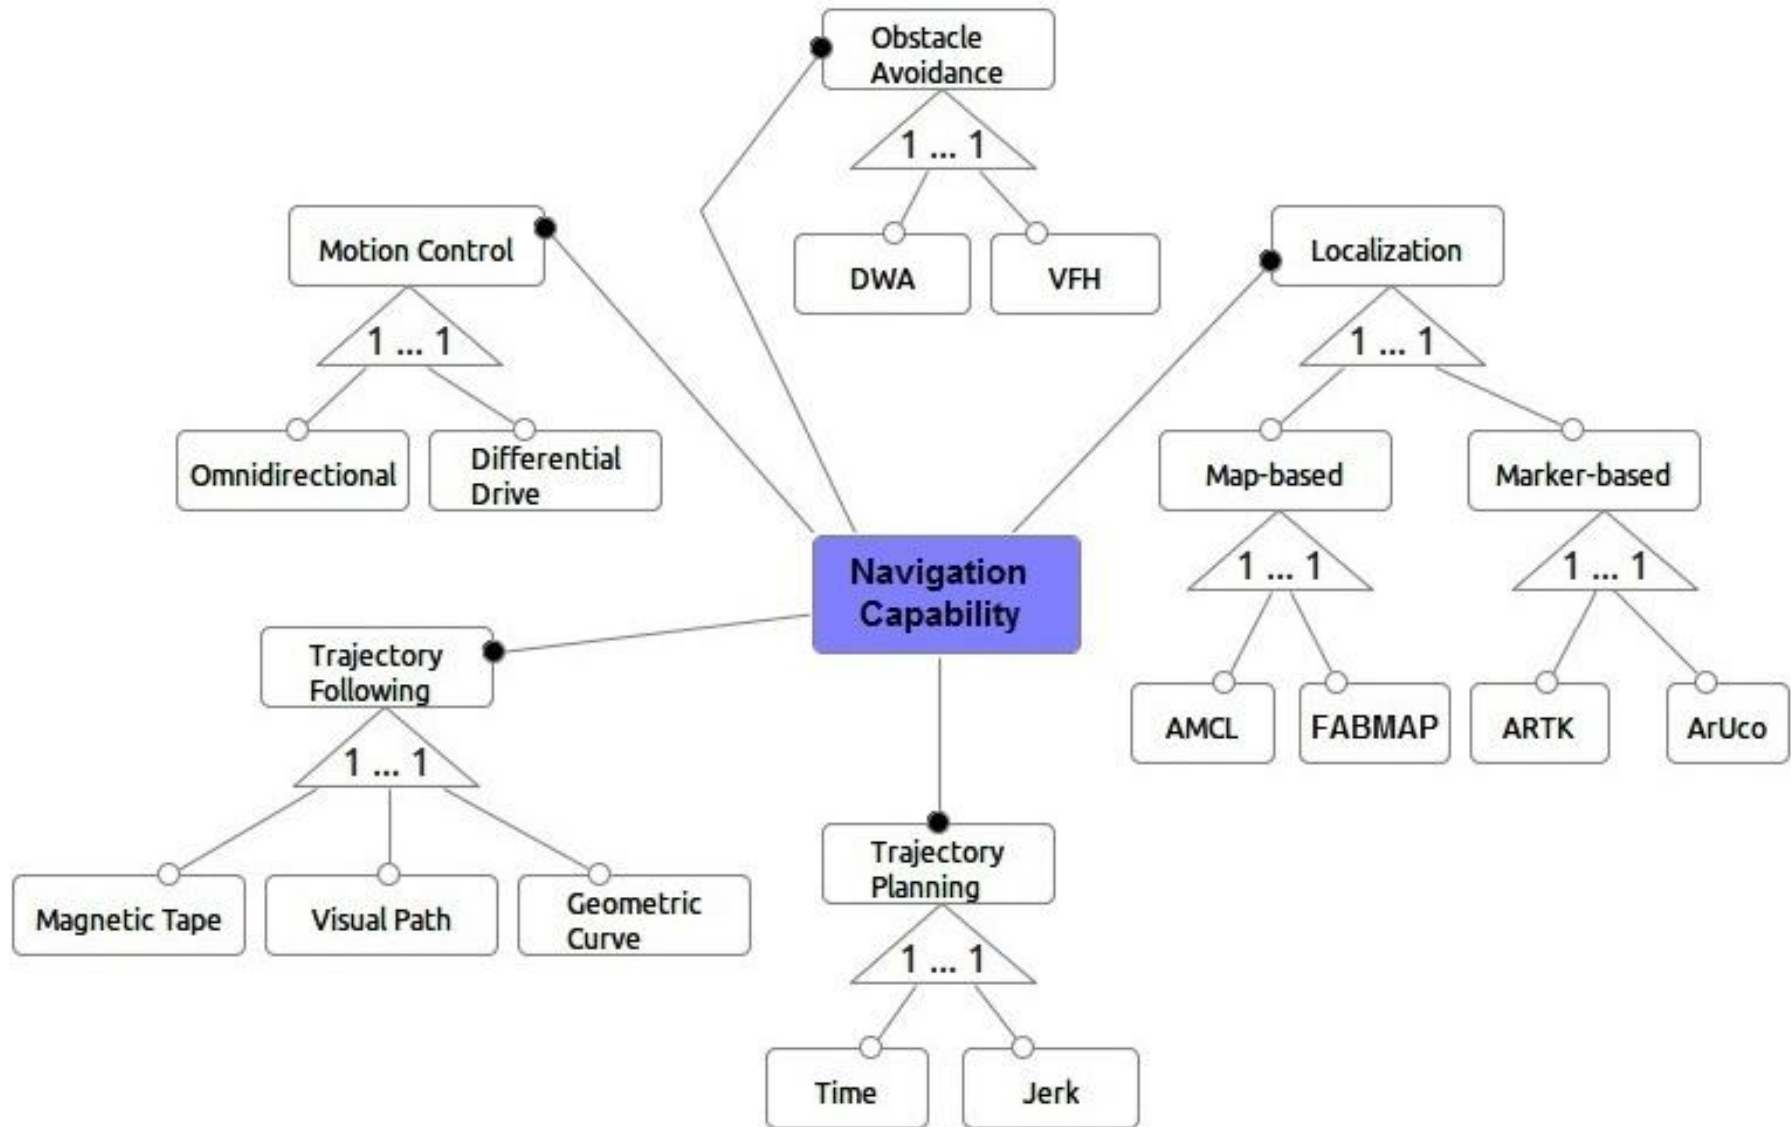 Obstacle
Avoidance
1 ... 1
DWA
VFH
Motion Control
1 ... 1
Omnidirectional
Differential
Drive
Localization
1 ... 1
Map-based
Marker-based
1 ... 1
1 ... 1
AMCL
FABMAP
ARTK
ArUco
Navigation
Capability
Trajectory
Following
1 ... 1
Magnetic Tape
Visual Path
Geometric
Curve
Trajectory
Planning
1 ... 1
Time
Jerk